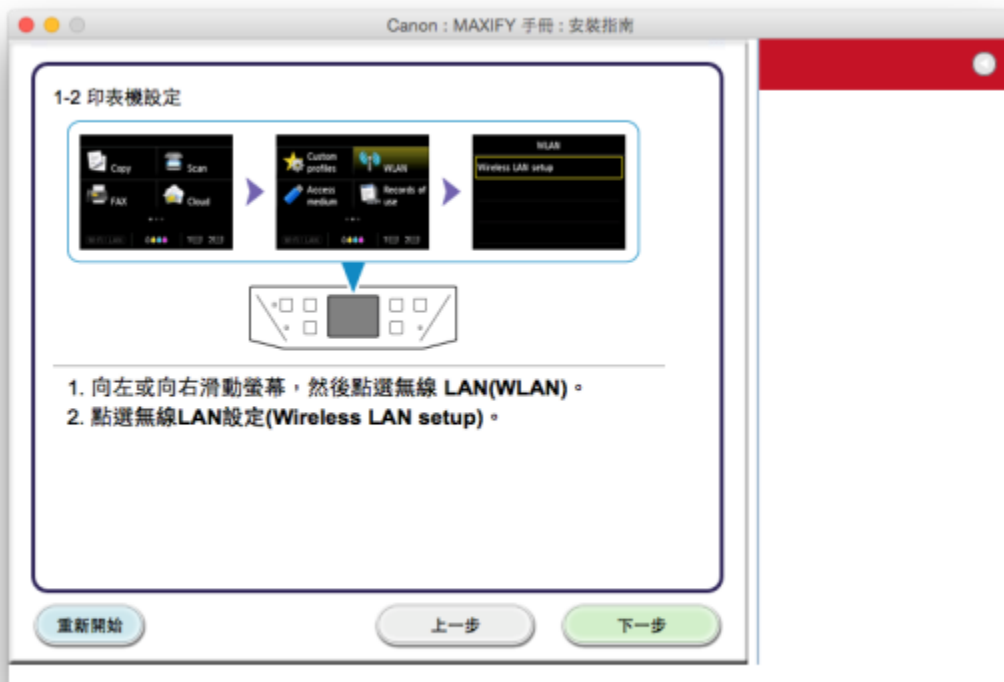 Canon : MAXIFY 手冊 : 安裝指南
1-2 印表機設定
Copy
Scan
FAX
Cloud
Custom profiles
WLAN
Access medium
Records of use
WLAN
Wireless LAN setup
1. 向左或向右滑動螢幕，然後點選無線 LAN(WLAN)。
2. 點選無線LAN設定(Wireless LAN setup)。
重新開始
上一步
下一步